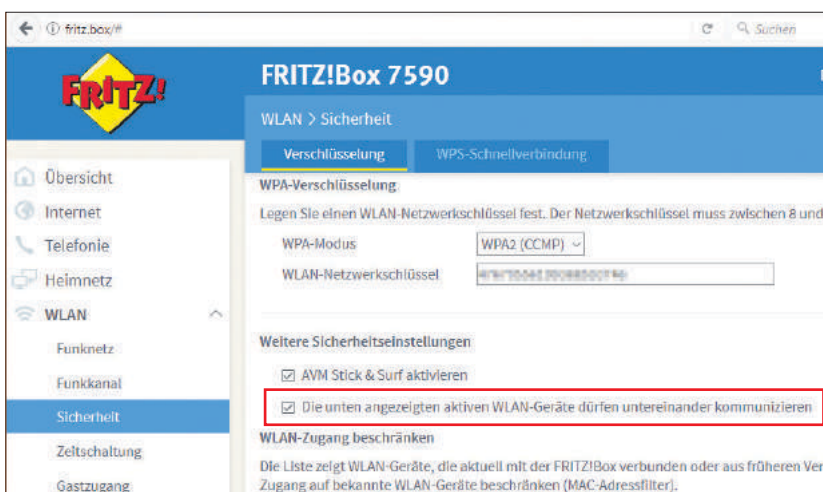 fritz.box/#
Suchen
FRITZ!
FRITZ!Box 7590
WLAN > Sicherheit
Verschlüsselung WPS-Schnellverbindung
Übersicht
Internet
Telefonie
Heimnetz
WLAN
Funknetz
Funkkanal
Sicherheit
Zeitschaltung
Gastzugang
WPA-Verschlüsselung
Legen Sie einen WLAN-Netzwerkschlüssel fest. Der Netzwerkschlüssel muss zwischen 8 und
WPA-Modus WPA2 (CCMP)
WLAN-Netzwerkschlüssel
Weitere Sicherheitseinstellungen
AVM Stick & Surf aktivieren
Die unten angezeigten aktiven WLAN-Geräte dürfen untereinander kommunizieren
WLAN-Zugang beschränken
Die Liste zeigt WLAN-Geräte, die aktuell mit der FRITZ!Box verbunden oder aus früheren Ver
Zugang auf bekannte WLAN-Geräte beschränken (MAC-Adressfilter).